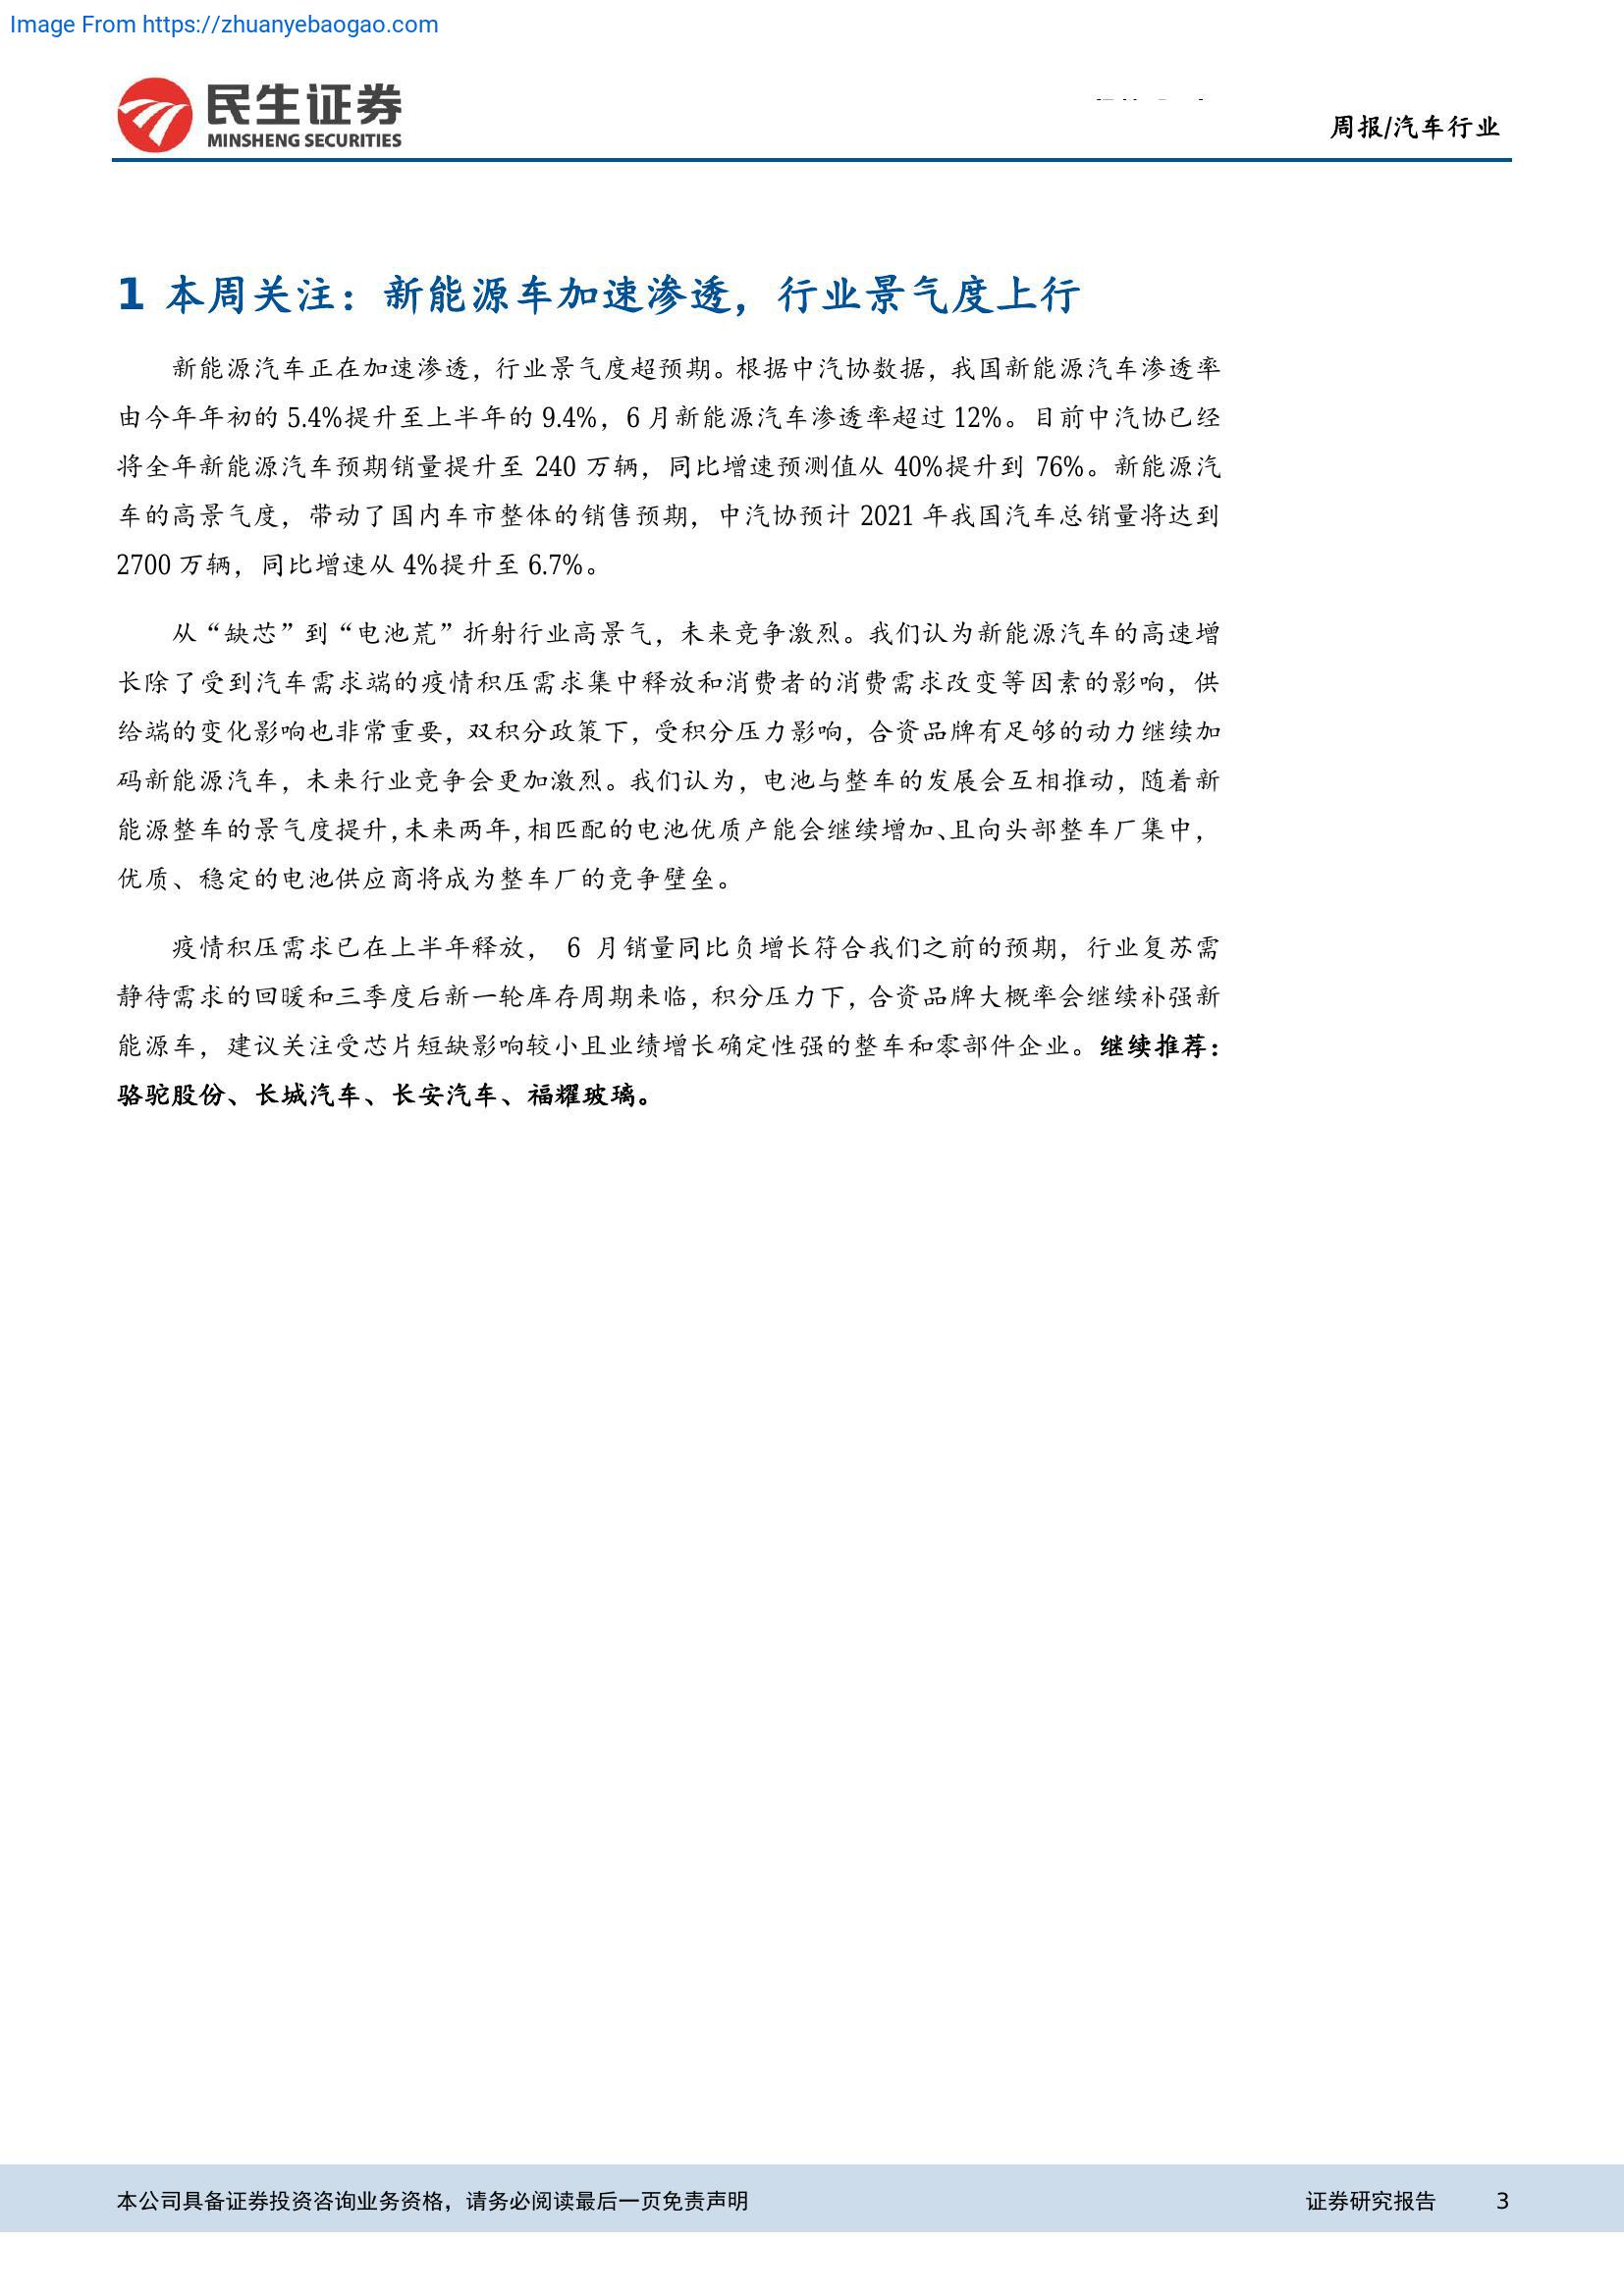 Image From https://zhuanyebaogao.com
民生证券
MINSHENG SECURITIES
周报/汽车行业
1 本周关注：新能源车加速渗透，行业景气度上行
新能源汽车正在加速渗透，行业景气度超预期。根据中汽协数据，我国新能源汽车渗透率
由今年年初的 5.4%提升至上半年的 9.4%，6 月新能源汽车渗透率超过 12%。目前中汽协已经
将全年新能源汽车预期销量提升至 240 万辆，同比增速预测值从 40%提升到 76%。新能源汽
车的高景气度，带动了国内车市整体的销售预期，中汽协预计 2021 年我国汽车总销量将达到
2700 万辆，同比增速从 4%提升至 6.7%。
从“缺芯”到“电池荒”折射行业高景气，未来竞争激烈。我们认为新能源汽车的高速增
长除了受到汽车需求端的疫情积压需求集中释放和消费者的消费需求改变等因素的影响，供
给端的变化影响也非常重要，双积分政策下，受积分压力影响，合资品牌有足够的动力继续加
码新能源汽车，未来行业竞争会更加激烈。我们认为，电池与整车的发展会互相推动，随着新
能源整车的景气度提升，未来两年，相匹配的电池优质产能会继续增加、且向头部整车厂集中，
优质、稳定的电池供应商将成为整车厂的竞争壁垒。
疫情积压需求已在上半年释放， 6 月销量同比负增长符合我们之前的预期，行业复苏需
静待需求的回暖和三季度后新一轮库存周期来临，积分压力下，合资品牌大概率会继续补强新
能源车，建议关注受芯片短缺影响较小且业绩增长确定性强的整车和零部件企业。继续推荐：
骆驼股份、长城汽车、长安汽车、福耀玻璃。
本公司具备证券投资咨询业务资格，请务必阅读最后一页免责声明
证券研究报告 3